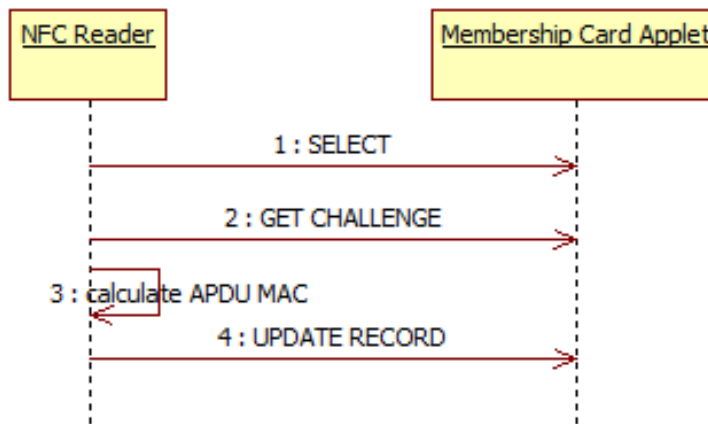 NFC Reader
Membership Card Applet
1 : SELECT
2 : GET CHALLENGE
3 : calculate APDU MAC
4 : UPDATE RECORD